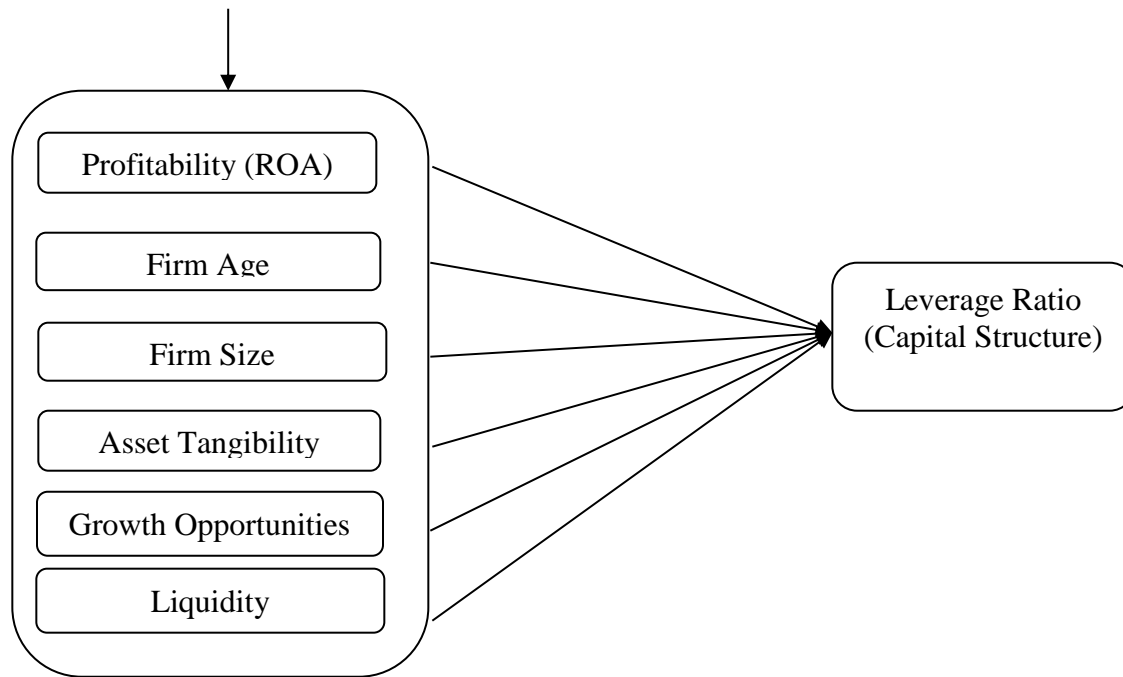 Profitability (ROA)
Firm Age
Firm Size
Asset Tangibility
Growth Opportunities
Liquidity
Leverage Ratio
(Capital Structure)